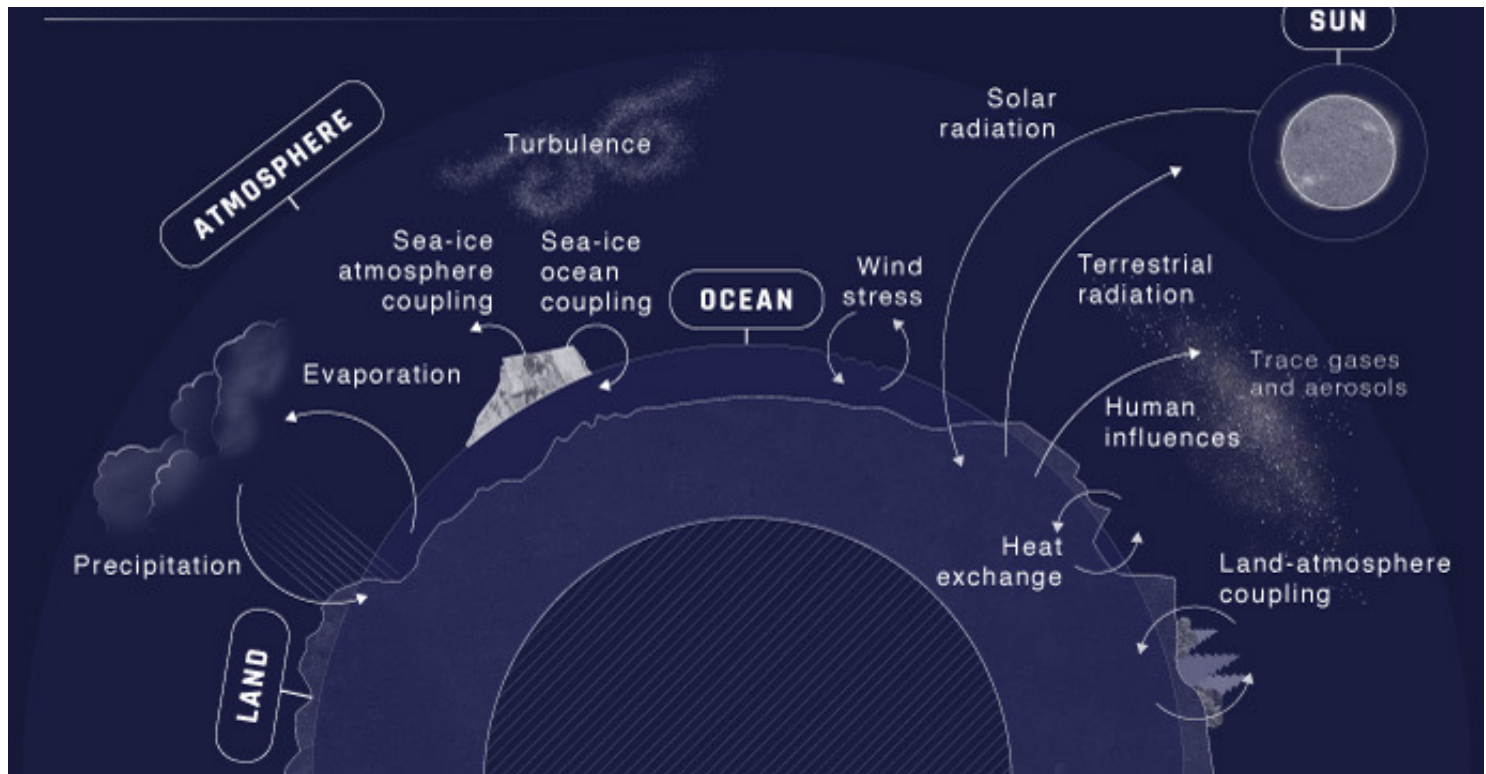 SUN
Solar
radiation
ATMOSPHERE
Turbulence
Sea-ice
atmosphere
coupling
Sea-ice
ocean
coupling
OCEAN
Wind
stress
Terrestrial
radiation
Evaporation
Trace gases
and aerosols
Human
influences
Precipitation
Heat
exchange
Land-atmosphere
coupling
LAND